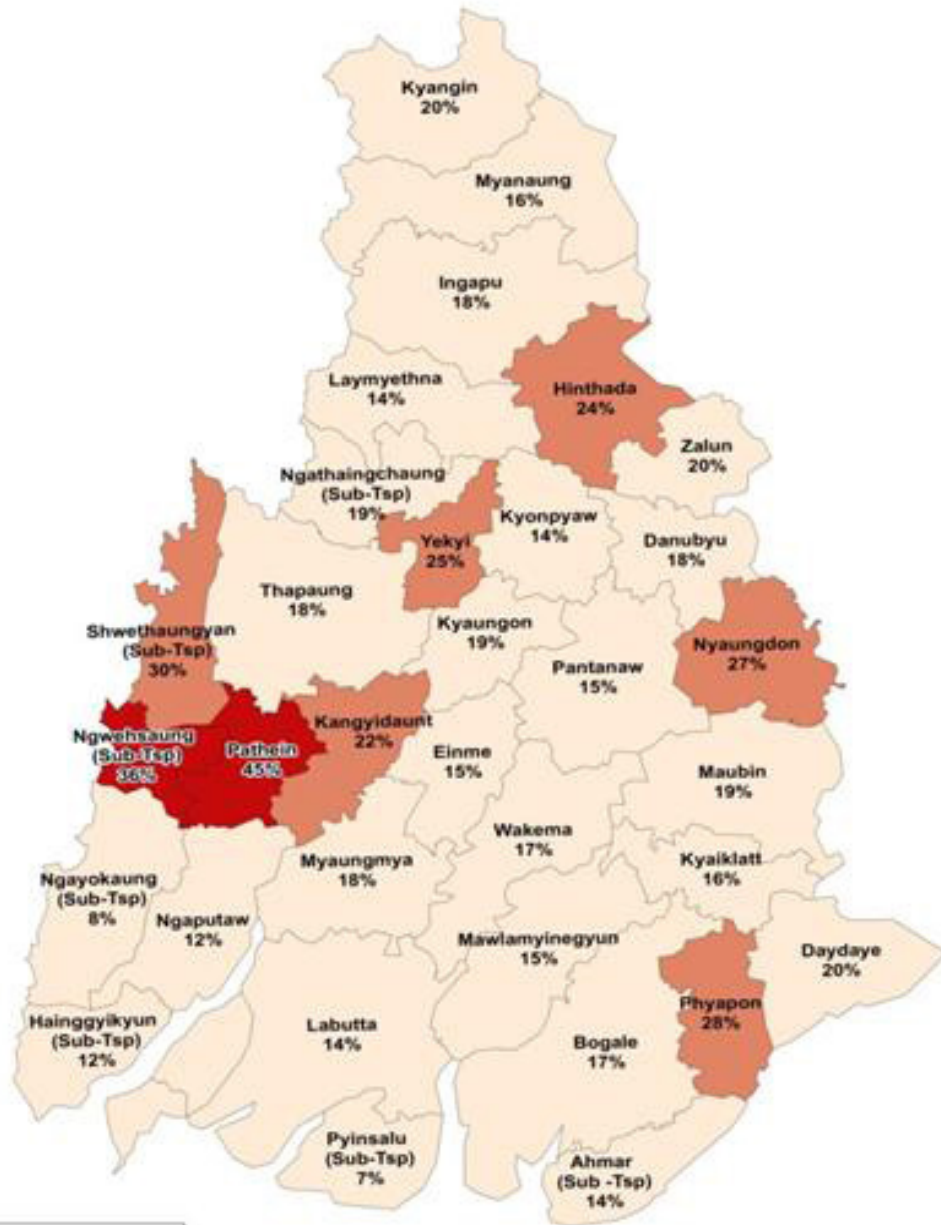 Kyangin
20%
Myanaung
16%
Ingapu
18%
Laymyethna
14%
Hinthada
24%
Zalun
20%
Ngathaingchaung
(Sub-Tsp)
19%
Yekyi
25%
Kyonpyaw
14%
Danubyu
18%
Thapaung
18%
Shwethaungyan
(Sub-Tsp)
30%
Kyaungon
19%
Pantanaw
15%
Nyaungdon
27%
Ngwehsaung
(Sub-Tsp)
36%
Pathein
45%
Kangyidaunt
22%
Einme
15%
Maubin
19%
Wakema
17%
Kyaiklatt
16%
Myaungmya
18%
Ngayokaung
(Sub-Tsp)
8%
Ngaputaw
12%
Mawlamyinegyun
15%
Daydaye
20%
Phyapon
28%
Hainggyikyun
(Sub-Tsp)
12%
Labutta
14%
Bogale
17%
Pyinsalu
(Sub-Tsp)
7%
Ahmar
(Sub -Tsp)
14%